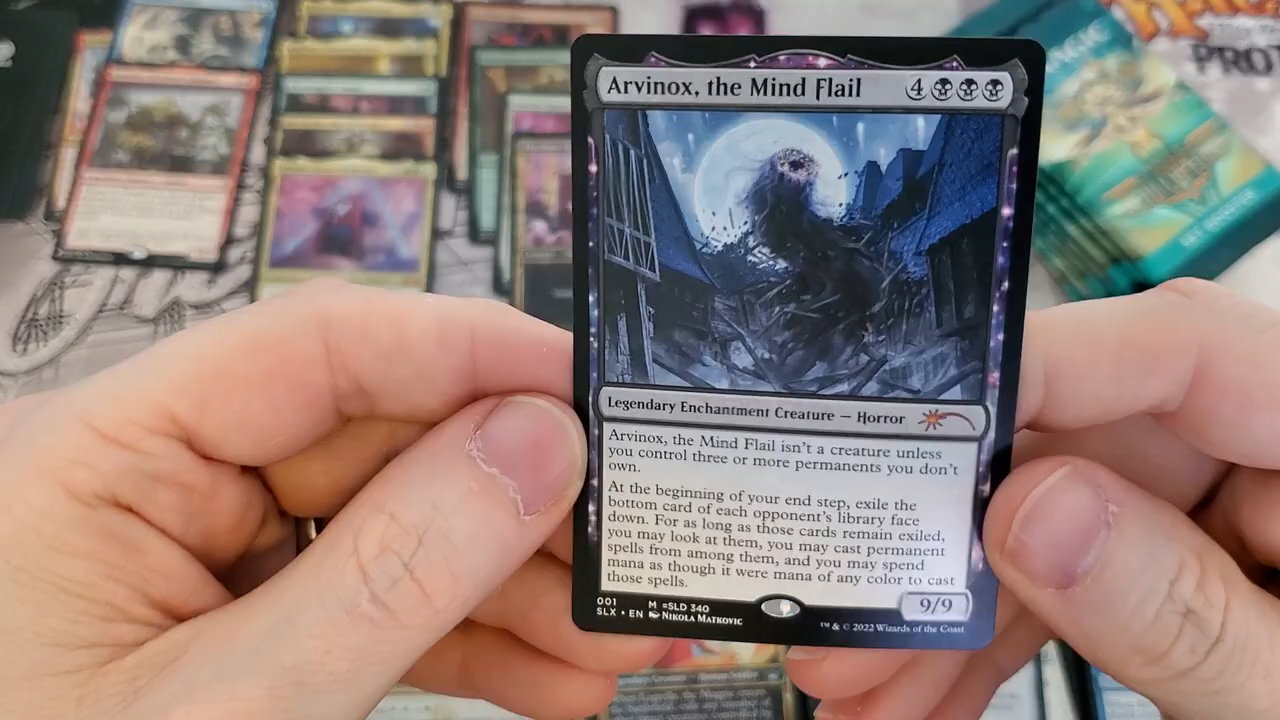 Arvinox, the Mind Flail 4
Legendary Enchantment Creature — Horror
Arvinox, the Mind Flail isn't a creature unless
you control three or more permanents you don't
own.
At the beginning of your end step, exile the
bottom card of each opponent's library face
down. For as long as those cards remain exiled,
you may look at them, you may cast permanent
spells from among them, and you may spend
mana as though it were mana of any color to cast
those spells.
9/9
001 M =SLD 340
SLX • EN NIKOLA MATKOVIC
™ & © 2022 Wizards of the Coast
MAGIC
PRO